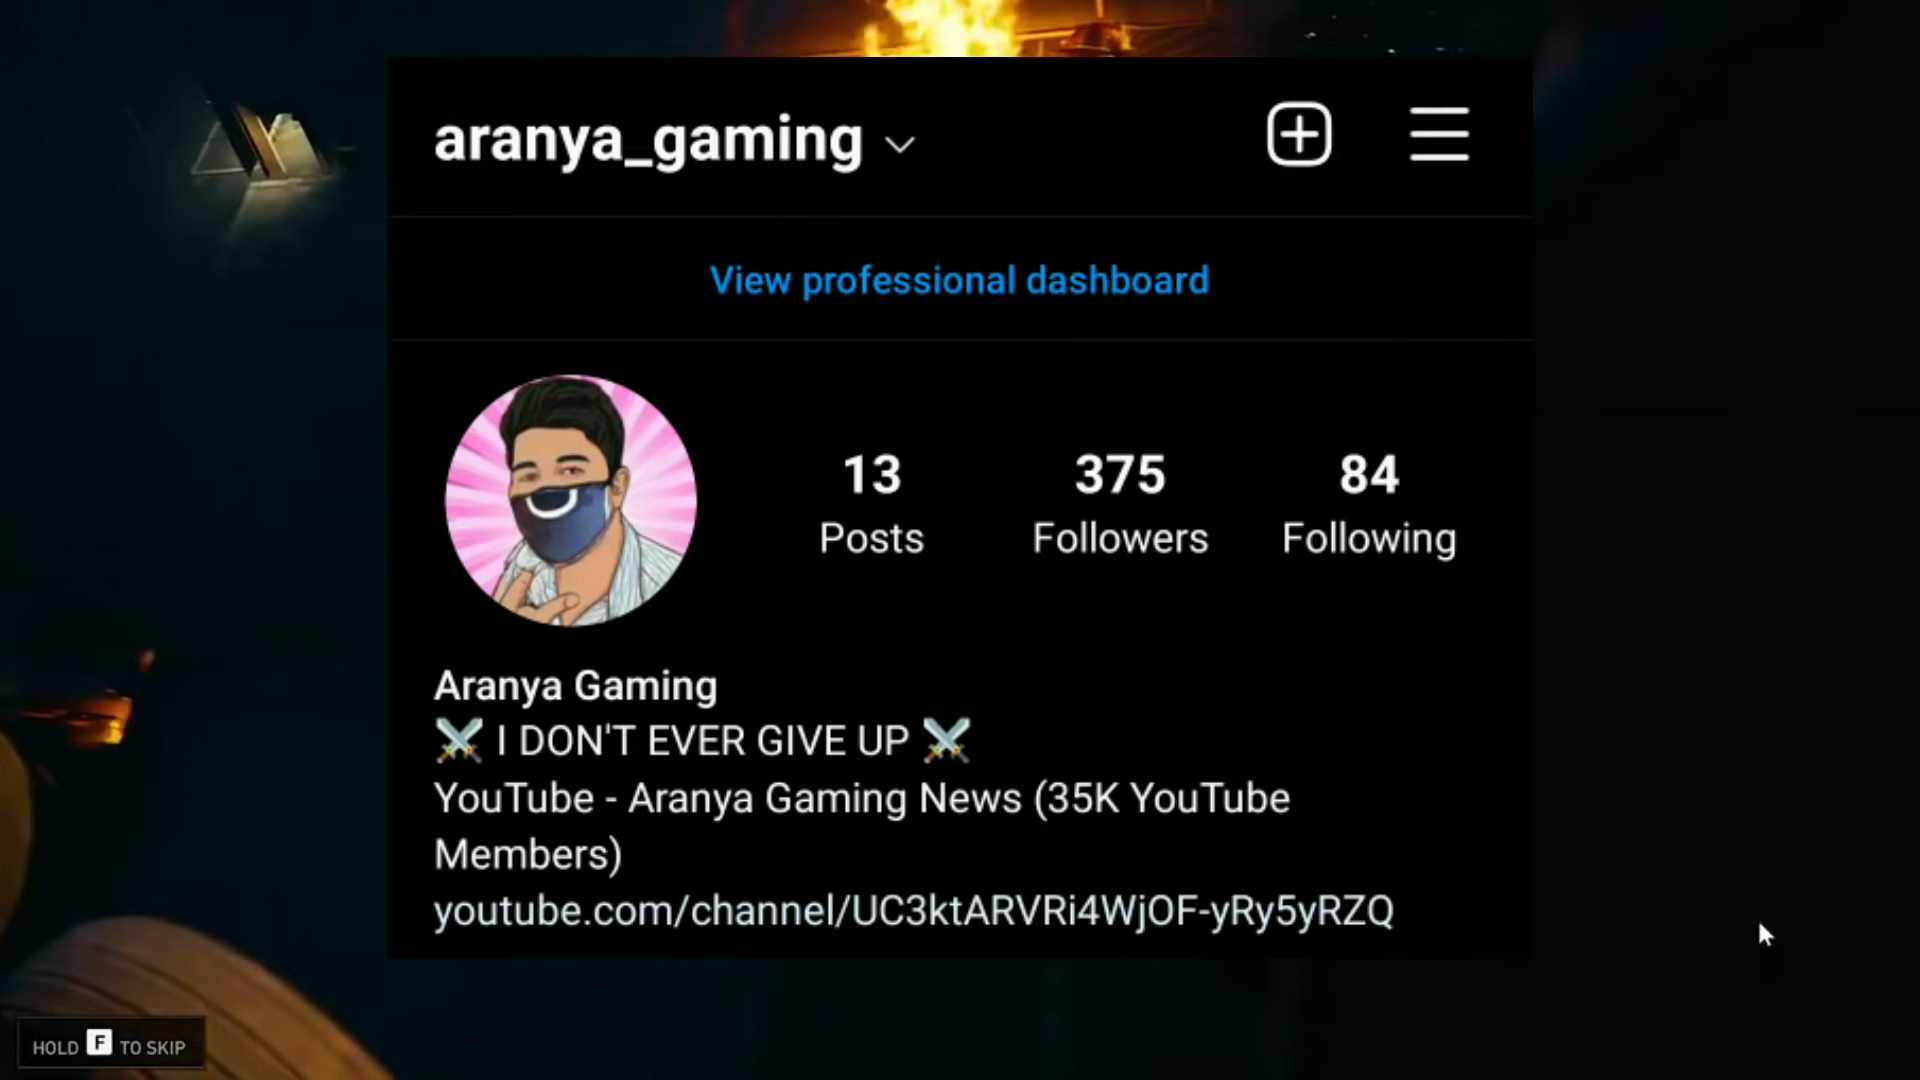 aranya_gaming
View professional dashboard
13 375 84
Posts Followers Following
Aranya Gaming
⚔️ I DON'T EVER GIVE UP ⚔️
YouTube - Aranya Gaming News (35K YouTube
Members)
youtube.com/channel/UC3ktARVRi4WjOF-yRy5yRZQ
HOLD F TO SKIP